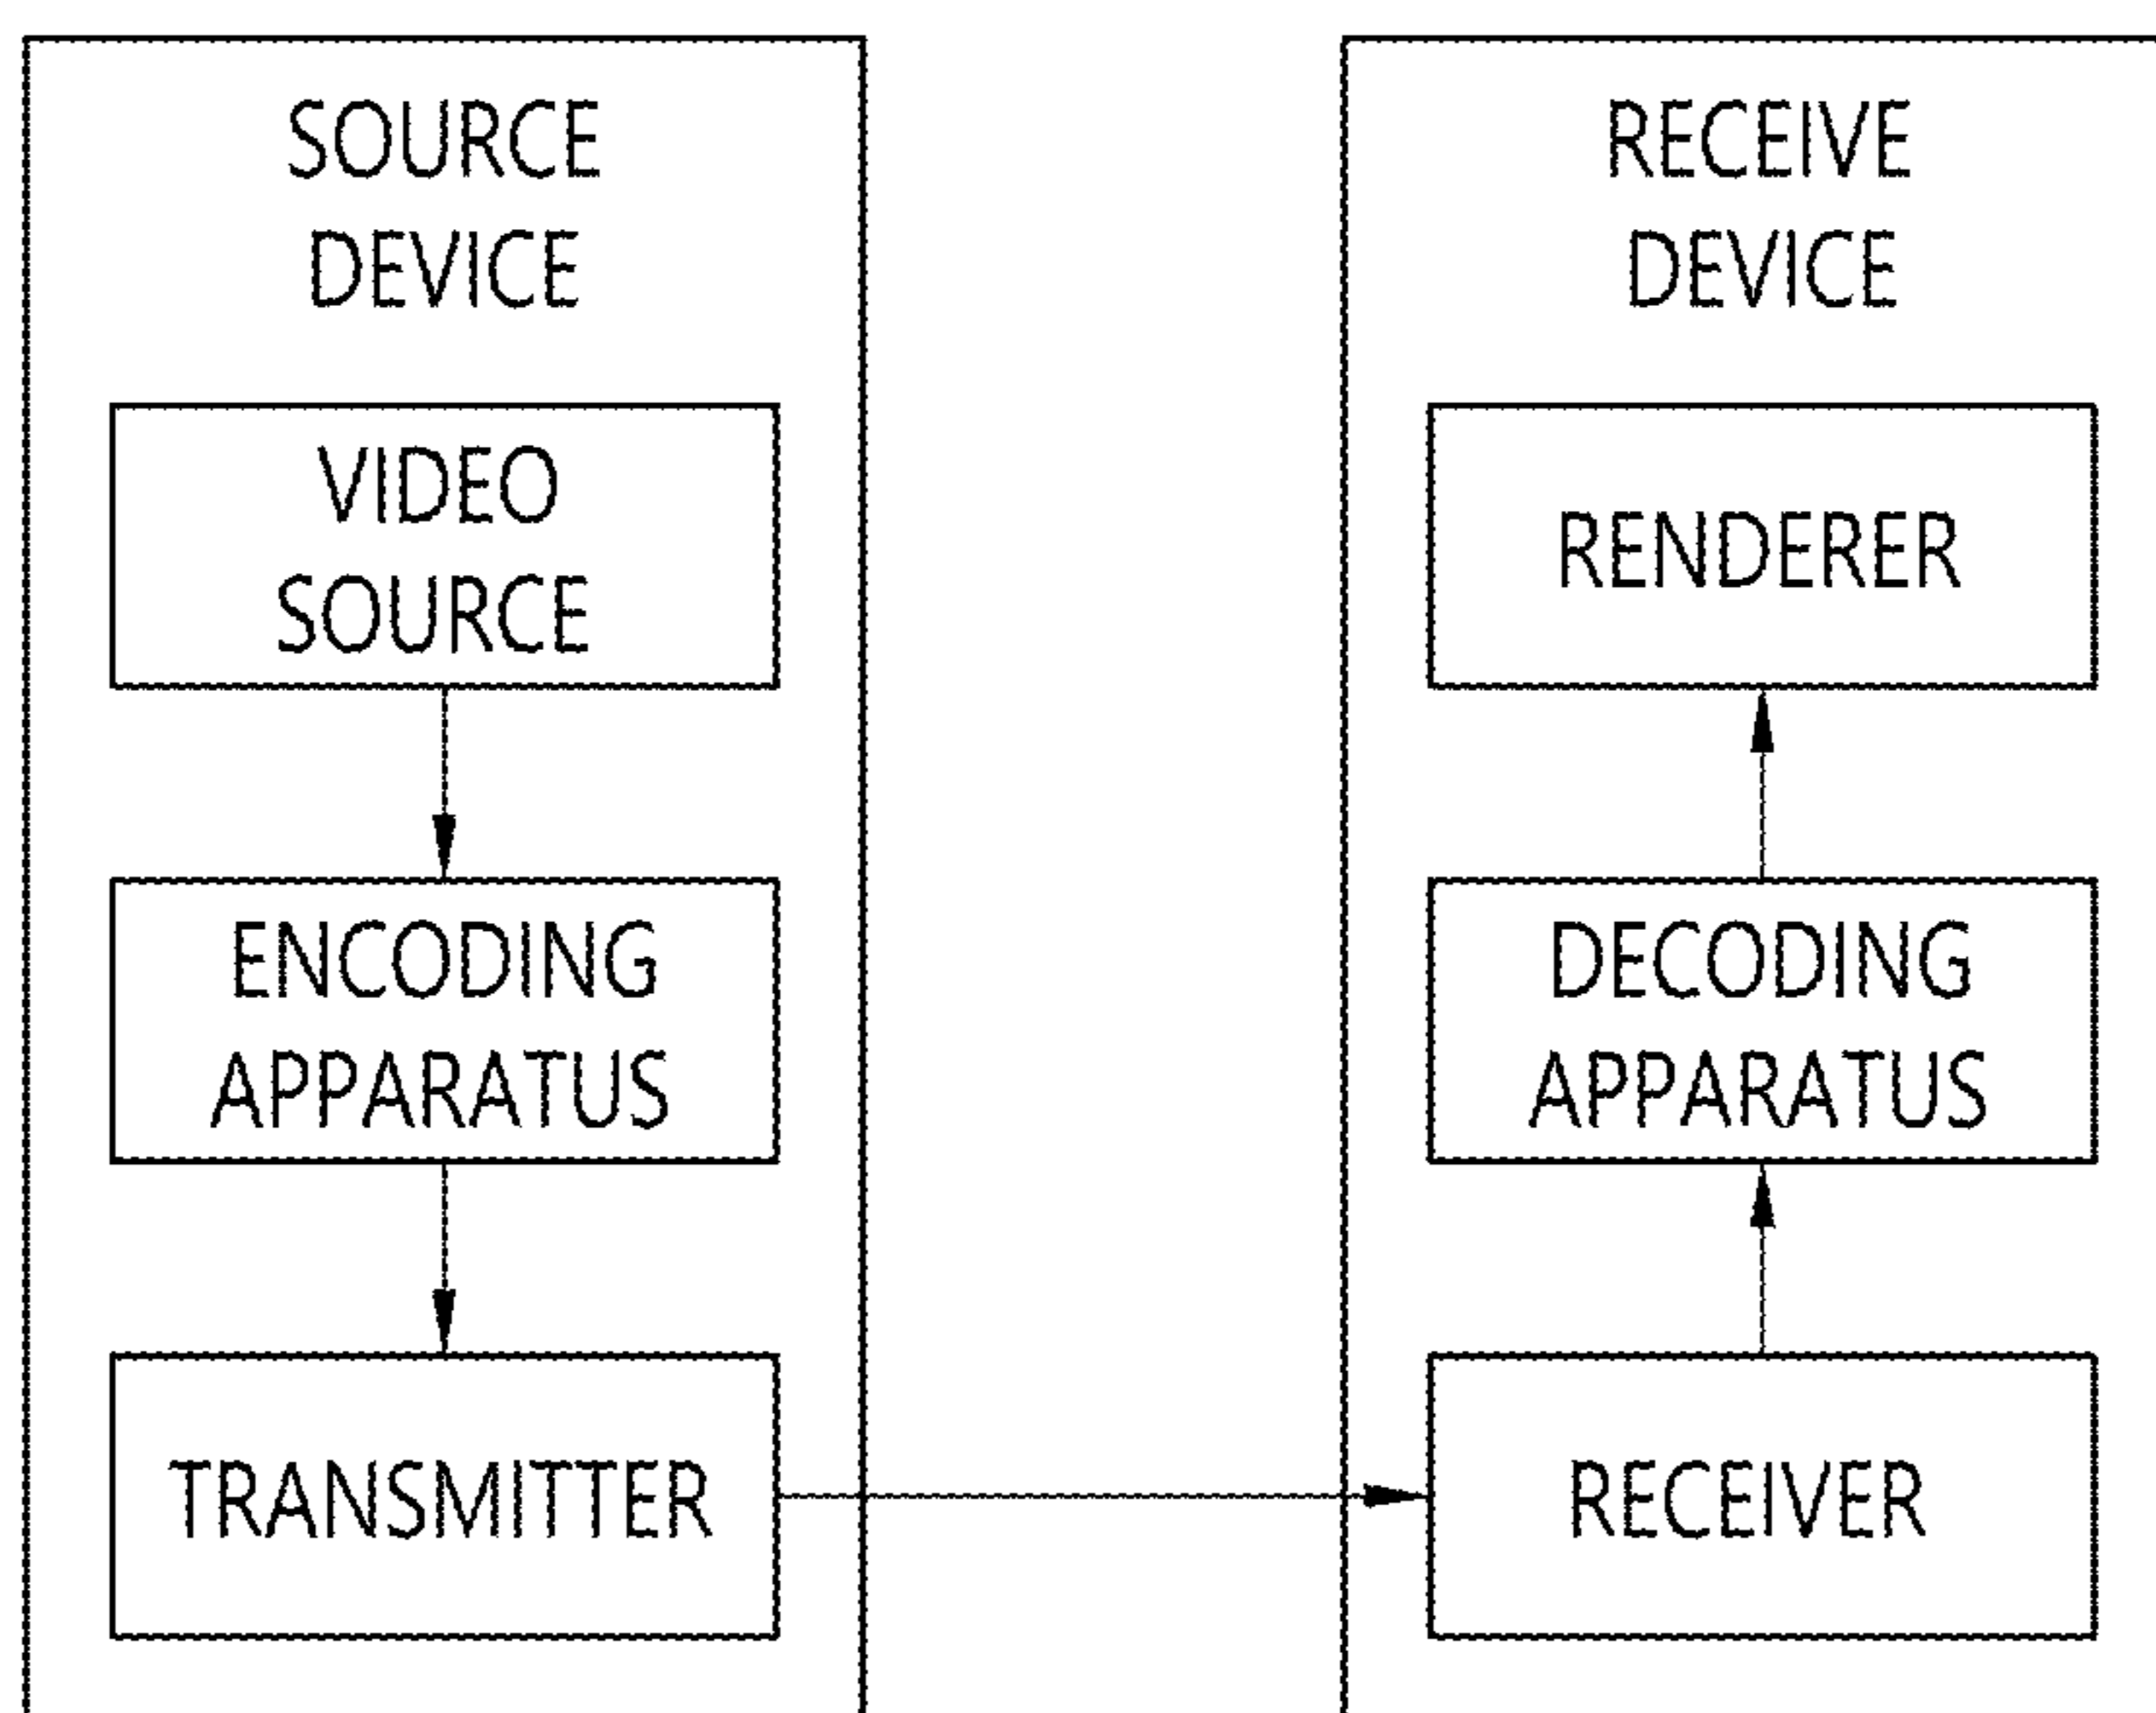 SOURCE
DEVICE
VIDEO
SOURCE
ENCODING
APPARATUS
TRANSMITTER
RECEIVE
DEVICE
RENDERER
DECODING
APPARATUS
RECEIVER